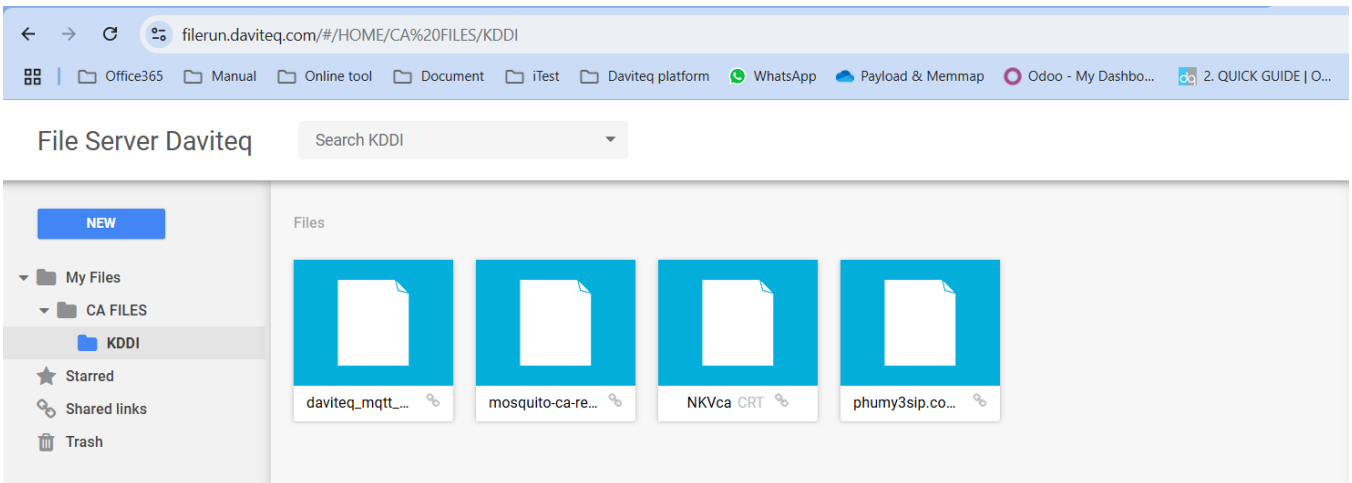 filerun.daviteq.com/#/HOME/CA%20FILES/KDDI
Office365 Manual Online tool Document iTest Daviteq platform WhatsApp Payload & Memmap Odoo - My Dashbo... 2. QUICK GUIDE | O...
File Server Daviteq
Search KDDI
NEW
My Files
CA FILES
KDDI
Starred
Shared links
Trash
Files
daviteq_mqtt_...
mosquito-ca-re...
NKVca CRT
phumy3sip.co...